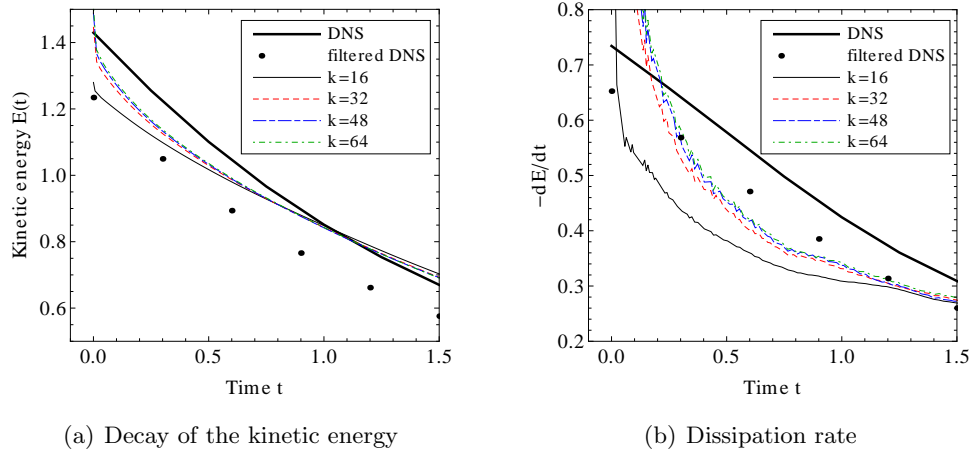 1.4
1.2
1.0
0.8
0.6
Kinetic energy E(t)
DNS
filtered DNS
k=16
k=32
k=48
k=64
0.0
0.5
1.0
1.5
Time t
(a) Decay of the kinetic energy
0.8
0.7
0.6
0.5
0.4
0.3
0.2
−dE/dt
DNS
filtered DNS
k=16
k=32
k=48
k=64
0.0
0.5
1.0
1.5
Time t
(b) Dissipation rate